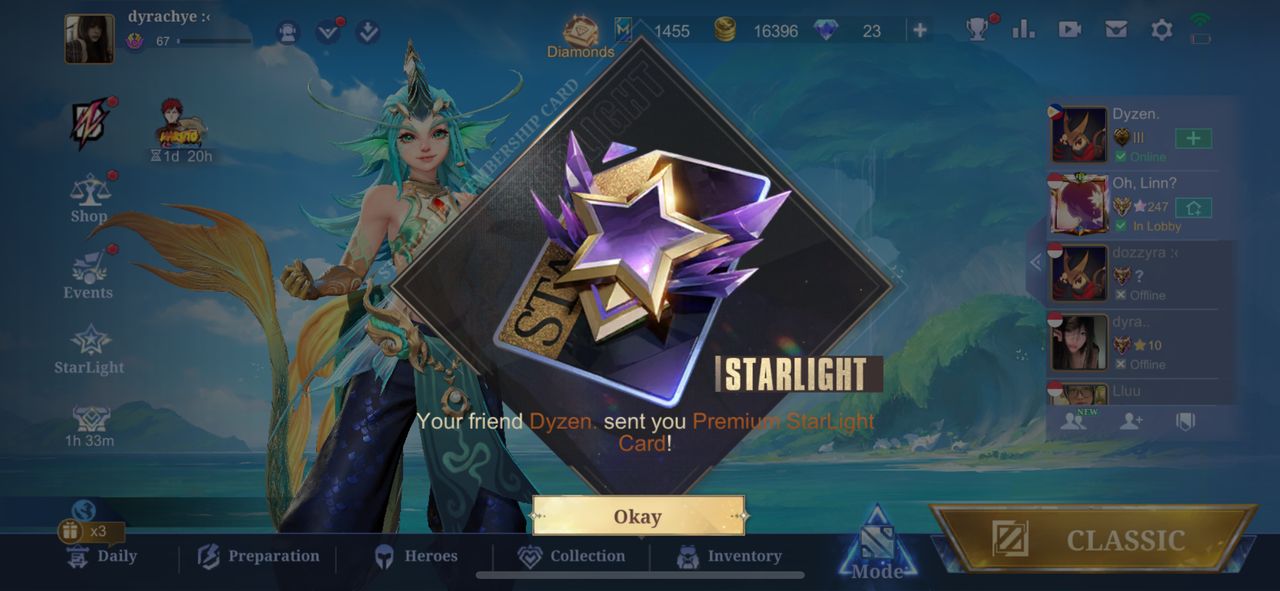 dyrachye :‹
67
Diamonds
1455
16396
23
+
1d 20h
Shop
Events
StarLight
1h 33m
x3
MEMBERSHIP CARD
STARLIGHT
Your friend Dyzen. sent you Premium StarLight
Card!
Okay
Dyzen.
III
Online
Oh, Linn?
247
In Lobby
dozzyra :‹
?
Offline
dyra..
10
Offline
Lluu
NEW
Daily
Preparation
Heroes
Collection
Inventory
Mode
CLASSIC